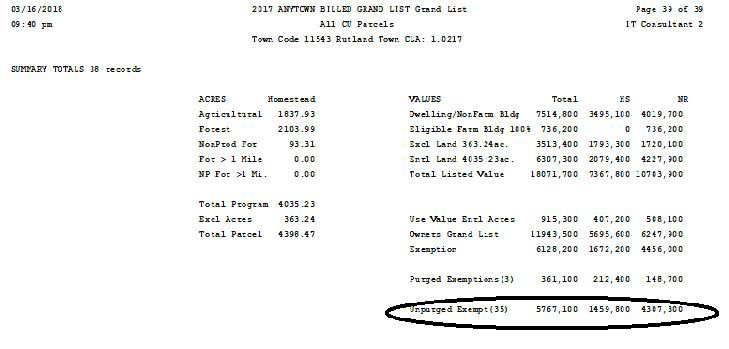 03/16/2018 2017 ANYTOWN BILLED GRAND LIST Grand List Page 39 of 39
09:40 pm All CU Parcels IT Consultant 2
Town Code 11543 Rutland Town CLA: 1.0217
SUMMARY TOTALS 38 records
ACRES Homestead VALUES Total HS NR
Agricultural 1837.93 Dwelling/NonFarm Bldg 7514,800 3495,100 4019,700
Forest 2103.99 Eligible Farm Bldg 100% 736,200 0 736,200
NonProd For 93.31 Excl Land 363.24ac. 3513,400 1793,300 1720,100
For > 1 Mile 0.00 Enrl Land 4035.23ac. 6307,300 2079,400 4227,900
NP For >1 Mi. 0.00 Total Listed Value 18071,700 7367,800 10703,900
Total Program 4035.23
Excl Acres 363.24 Use Value Enrl Acres 915,300 407,200 508,100
Total Parcel 4398.47 Owners Grand List 11943,500 5695,600 6247,900
Exemption 6128,200 1672,200 4456,000
Purged Exemptions(3) 361,100 212,400 148,700
Unpurged Exempt(35) 5767,100 1459,800 4307,300